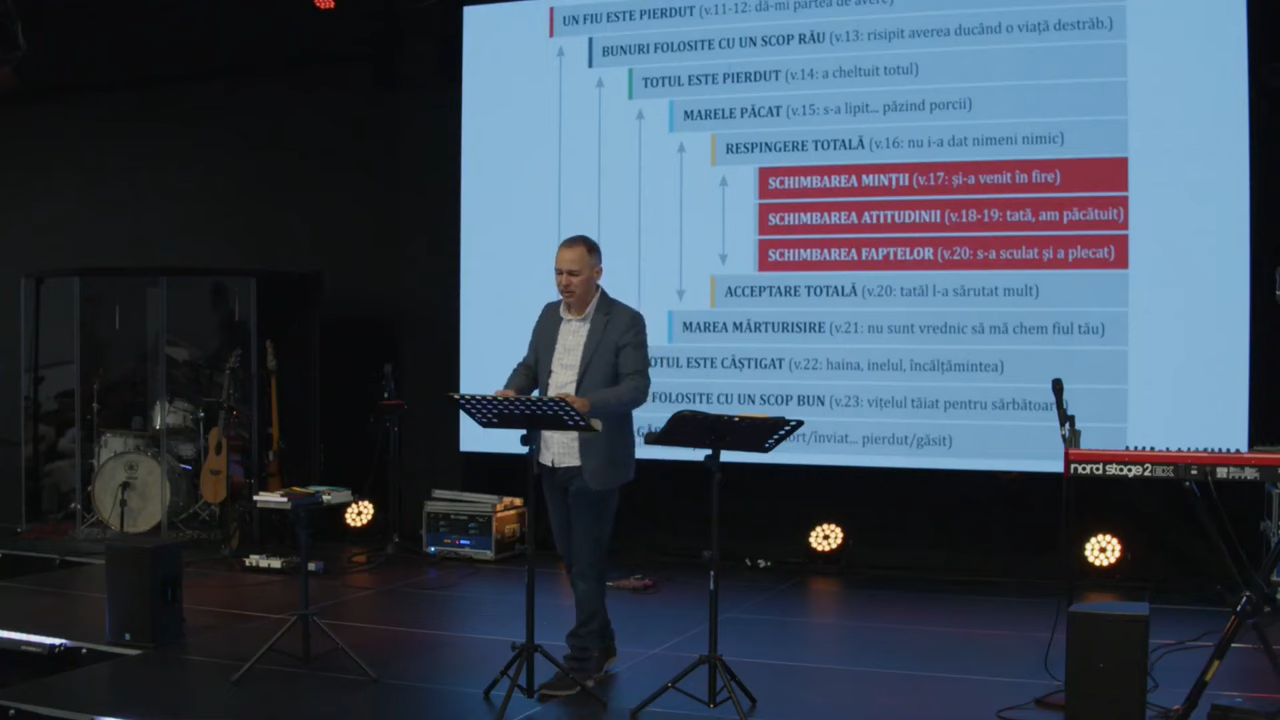 UN FIU ESTE PIERDUT (v.11-12: dă-mi partea de avere)
BUNURI FOLOSITE CU UN SCOP RĂU (v.13: risipit averea ducând o viață destrăb.)
TOTUL ESTE PIERDUT (v.14: a cheltuit totul)
MARELE PĂCAT (v.15: s-a lipit... păzind porcii)
RESPINGERE TOTALĂ (v.16: nu i-a dat nimeni nimic)
SCHIMBAREA MINȚII (v.17: și-a venit în fire)
SCHIMBAREA ATITUDINII (v.18-19: tată, am păcătuit)
SCHIMBAREA FAPTELOR (v.20: s-a sculat și a plecat)
ACCEPTARE TOTALĂ (v.20: tatăl l-a sărutat mult)
MAREA MĂRTURISIRE (v.21: nu sunt vrednic să mă chem fiul tău)
OTUL ESTE CÂȘTIGAT (v.22: haina, inelul, încălțămintea)
FOLOSITE CU UN SCOP BUN (v.23: vițelul tăiat pentru sărbătoar
ort/înviat... pierdut/găsit)
nord stage 2 EX